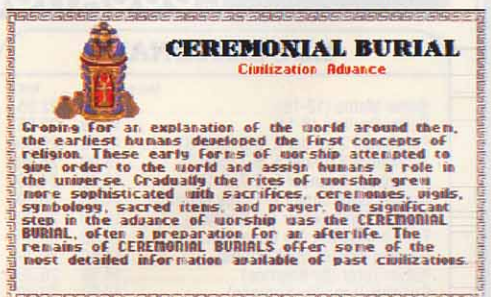 CEREMONIAL BURIAL
Civilization Advance
Groping for an explanation of the world around them,
the earliest humans developed the first concepts of
religion. These early forms of worship attempted to
give order to the world and assign humans a role in
the universe. Gradually the rites of worship grew
more sophisticated with sacrifices, ceremonies, vigils,
symbology, sacred items, and prayer. One significant
step in the advance of worship was the CEREMONIAL
BURIAL, often a preparation for an afterlife. The
remains of CEREMONIAL BURIALS offer some of the
most detailed information available of past civilizations.